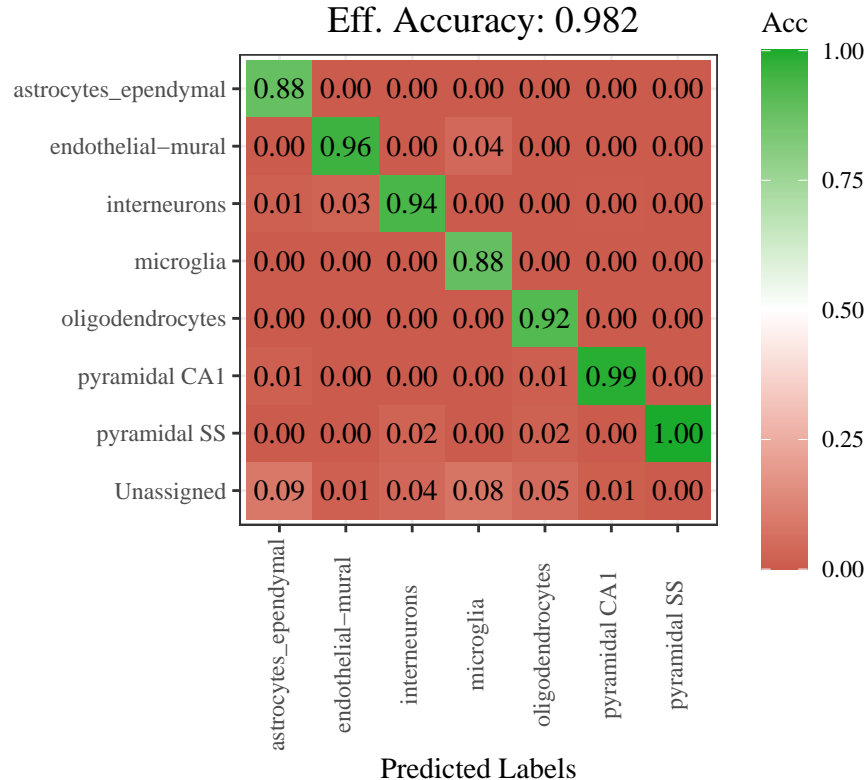 Eff. Accuracy: 0.982
Acc
astrocytes_ependymal 0.88 0.00 0.00 0.00 0.00 0.00 0.00
endothelial−mural 0.00 0.96 0.00 0.04 0.00 0.00 0.00
interneurons 0.01 0.03 0.94 0.00 0.00 0.00 0.00
microglia 0.00 0.00 0.00 0.88 0.00 0.00 0.00
oligodendrocytes 0.00 0.00 0.00 0.00 0.92 0.00 0.00
pyramidal CA1 0.01 0.00 0.00 0.00 0.01 0.99 0.00
pyramidal SS 0.00 0.00 0.02 0.00 0.02 0.00 1.00
Unassigned 0.09 0.01 0.04 0.08 0.05 0.01 0.00
1.00
0.75
0.50
0.25
0.00
astrocytes_ependymal
endothelial−mural
interneurons
microglia
oligodendrocytes
pyramidal CA1
pyramidal SS
Predicted Labels